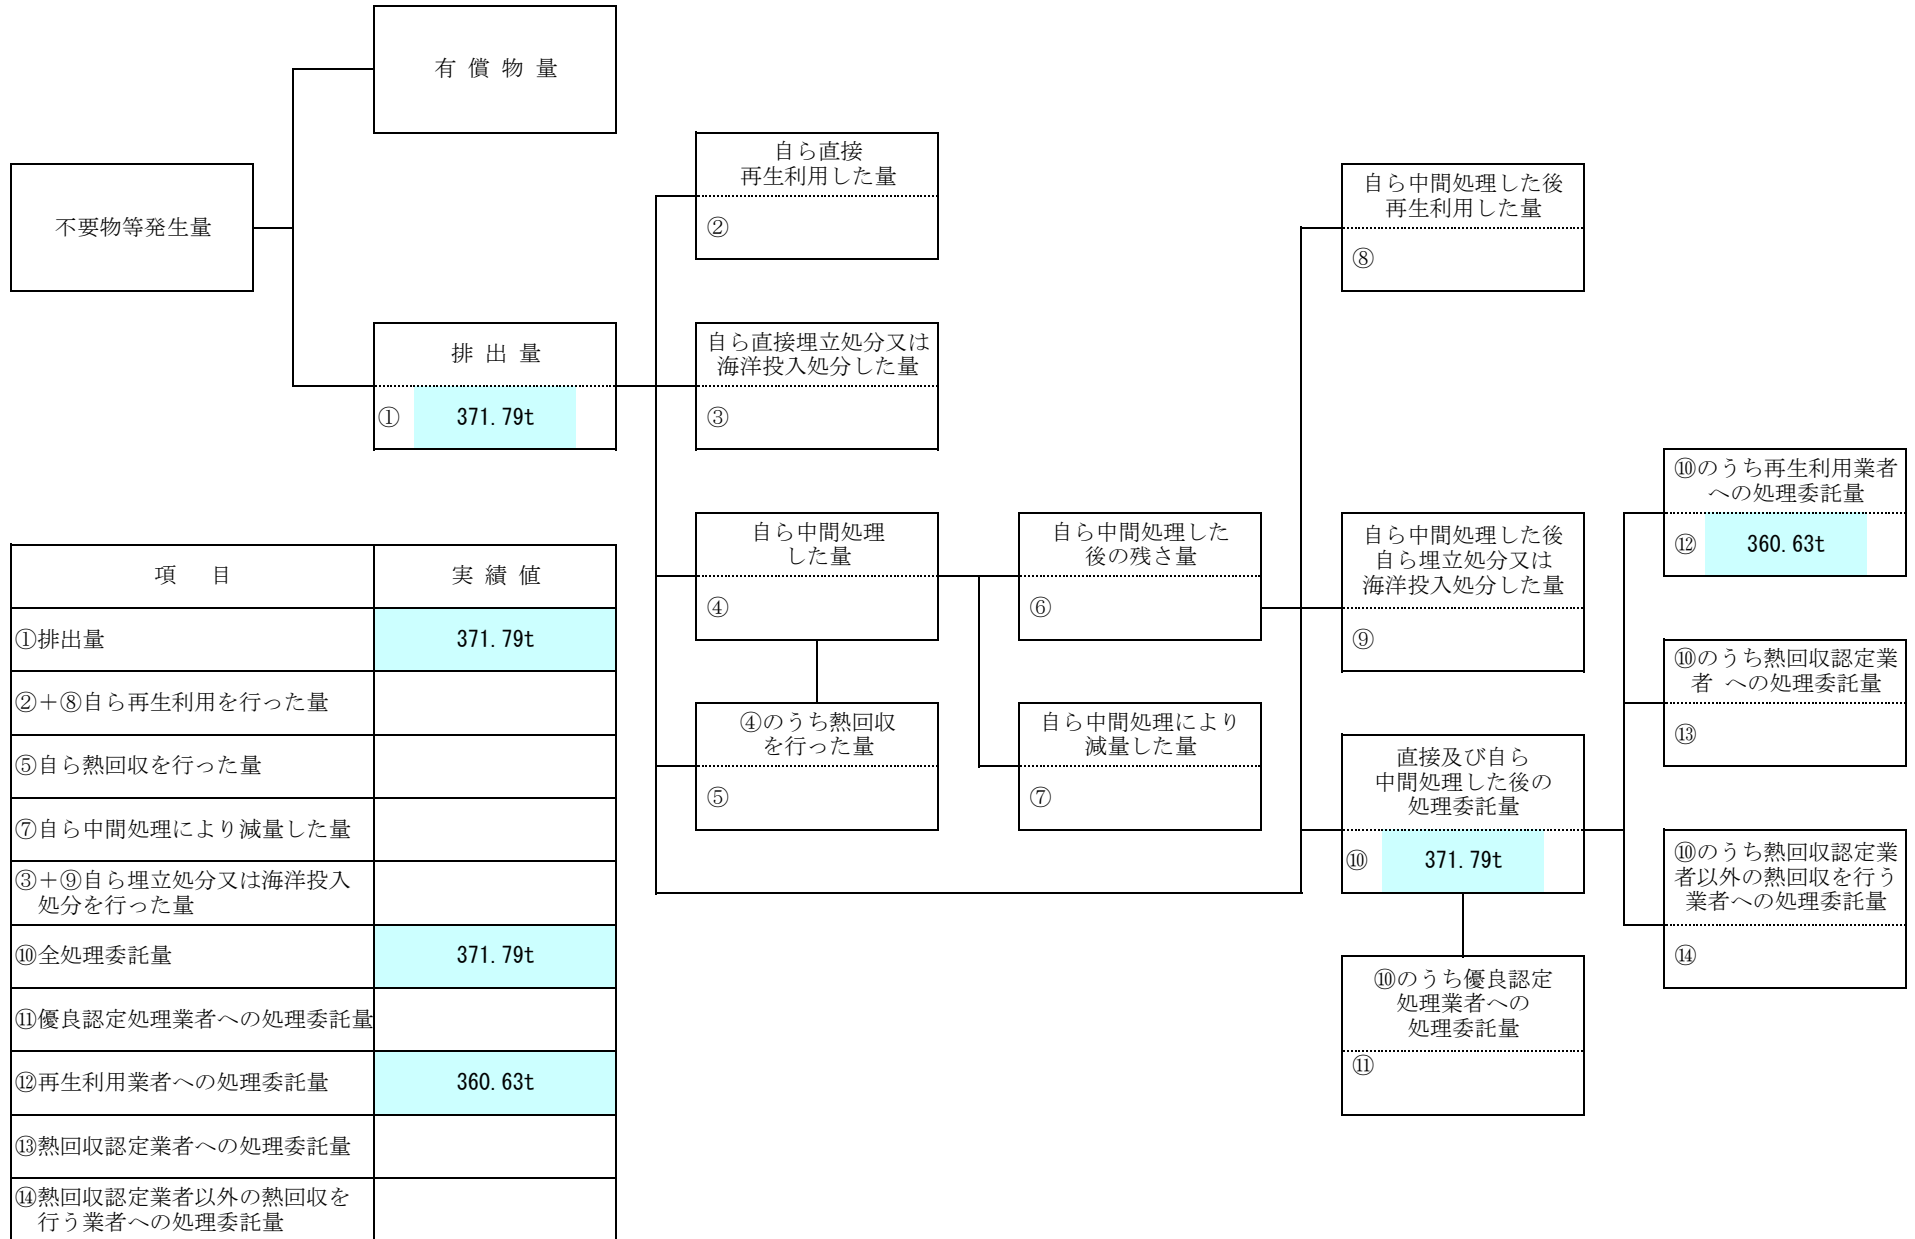 有 償 物 量
不要物等発生量
排 出 量
① 371.79t
自ら直接
再生利用した量
②
自ら直接埋立処分又は
海洋投入処分した量
③
自ら中間処理
した量
④
④のうち熱回収
を行った量
⑤
自ら中間処理した
後の残さ量
⑥
自ら中間処理により
減量した量
⑦
自ら中間処理した後
再生利用した量
⑧
自ら中間処理した後
自ら埋立処分又は
海洋投入処分した量
⑨
直接及び自ら
中間処理した後の
処理委託量
⑩ 371.79t
⑩のうち優良認定
処理業者への
処理委託量
⑪
⑩のうち再生利用業者
への処理委託量
⑫ 360.63t
⑩のうち熱回収認定業
者 への処理委託量
⑬
⑩のうち熱回収認定業
者以外の熱回収を行う
業者への処理委託量
⑭
項 目 実 績 値
①排出量 371.79t
②＋⑧自ら再生利用を行った量
⑤自ら熱回収を行った量
⑦自ら中間処理により減量した量
③＋⑨自ら埋立処分又は海洋投入
処分を行った量
⑩全処理委託量 371.79t
⑪優良認定処理業者への処理委託量
⑫再生利用業者への処理委託量 360.63t
⑬熱回収認定業者への処理委託量
⑭熱回収認定業者以外の熱回収を
行う業者への処理委託量